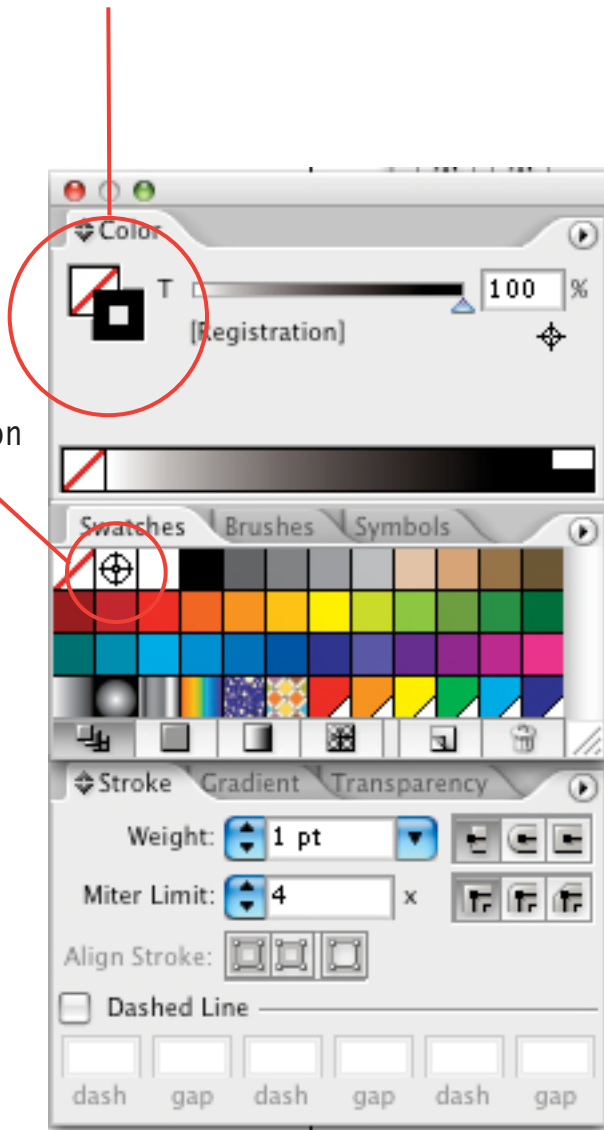 Color
T 100 %
[Registration]
on
Swatches Brushes Symbols
Stroke Gradient Transparency
Weight: 1 pt
Miter Limit: 4 x
Align Stroke:
Dashed Line
dash gap dash gap dash gap